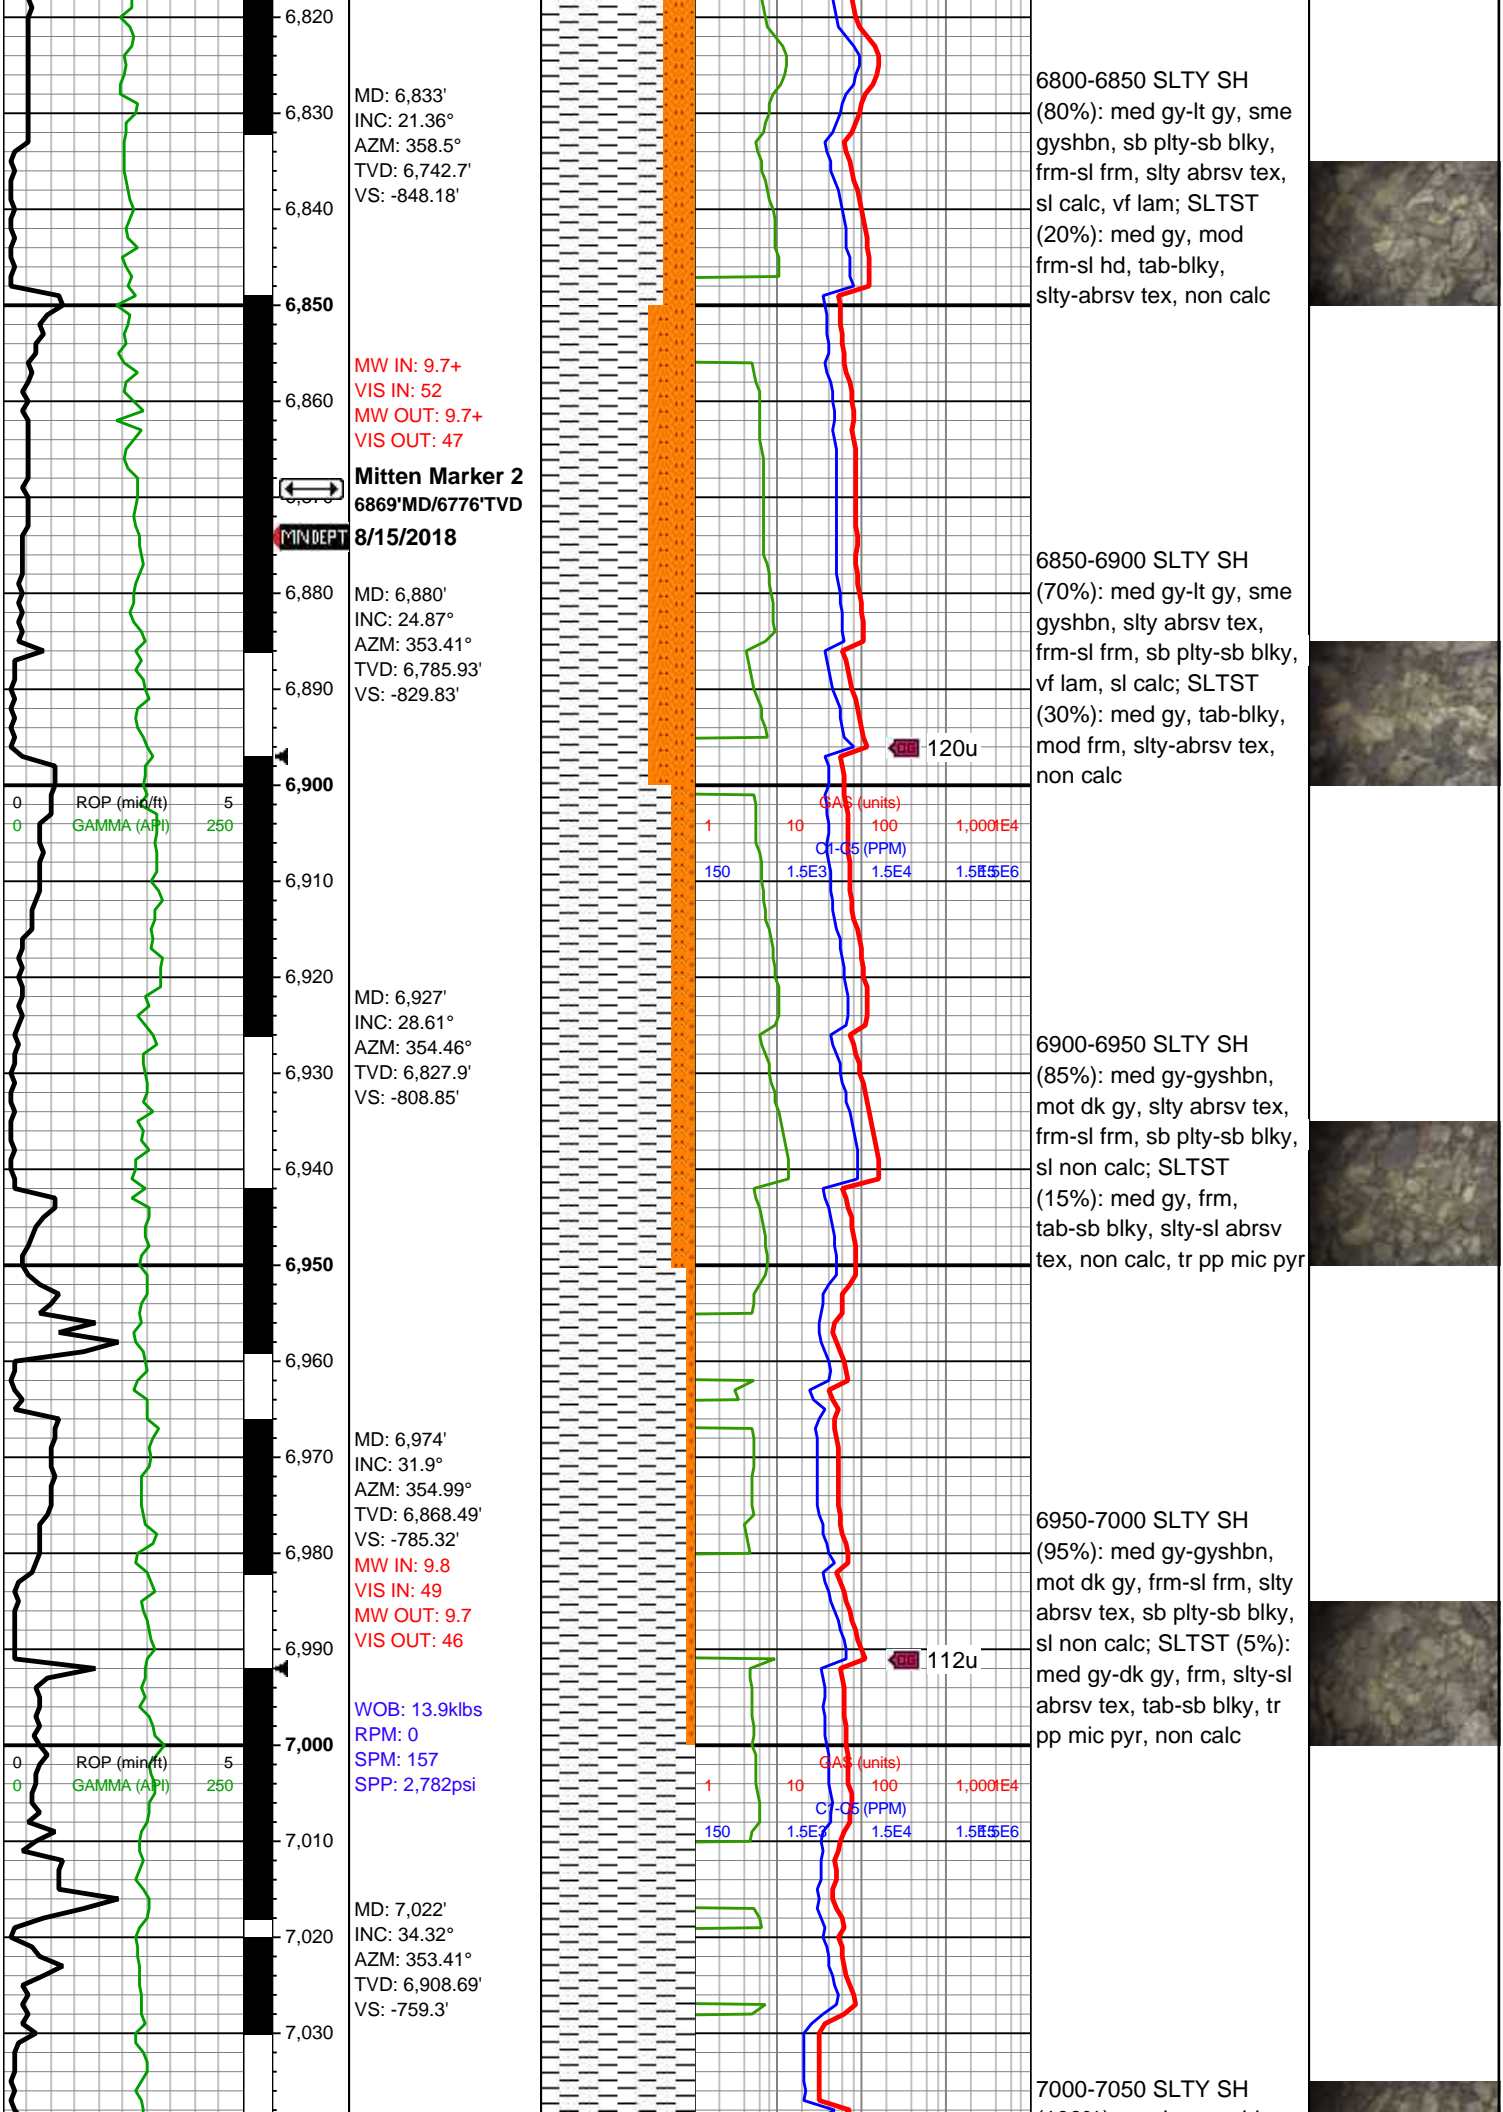 6,820
6,830
6,840
6,850
6,860
6,880
6,890
6,900
6,910
6,920
6,930
6,940
6,950
6,960
6,970
6,980
6,990
7,000
7,010
7,020
7,030
0 ROP (min/ft) 5
0 GAMMA (API) 250
0 ROP (min/ft) 5
0 GAMMA (API) 250
MD: 6,833'
INC: 21.36°
AZM: 358.5°
TVD: 6,742.7'
VS: -848.18'
MW IN: 9.7+
VIS IN: 52
MW OUT: 9.7+
VIS OUT: 47
Mitten Marker 2
6869'MD/6776'TVD
MNDEPT 8/15/2018
MD: 6,880'
INC: 24.87°
AZM: 353.41°
TVD: 6,785.93'
VS: -829.83'
MD: 6,927'
INC: 28.61°
AZM: 354.46°
TVD: 6,827.9'
VS: -808.85'
MD: 6,974'
INC: 31.9°
AZM: 354.99°
TVD: 6,868.49'
VS: -785.32'
MW IN: 9.8
VIS IN: 49
MW OUT: 9.7
VIS OUT: 46
WOB: 13.9klbs
RPM: 0
SPM: 157
SPP: 2,782psi
MD: 7,022'
INC: 34.32°
AZM: 353.41°
TVD: 6,908.69'
VS: -759.3'
120u
GAS (units)
1 10 100 1,000 1E4
C1-C5 (PPM)
150 1.5E3 1.5E4 1.5E5 1.5E6
112u
GAS (units)
1 10 100 1,000 1E4
C1-C5 (PPM)
150 1.5E3 1.5E4 1.5E5 1.5E6
6800-6850 SLTY SH
(80%): med gy-lt gy, sme
gyshbn, sb plty-sb blky,
frm-sl frm, slty abrsv tex,
sl calc, vf lam; SLTST
(20%): med gy, mod
frm-sl hd, tab-blky,
slty-abrsv tex, non calc
6850-6900 SLTY SH
(70%): med gy-lt gy, sme
gyshbn, slty abrsv tex,
frm-sl frm, sb plty-sb blky,
vf lam, sl calc; SLTST
(30%): med gy, tab-blky,
mod frm, slty-abrsv tex,
non calc
6900-6950 SLTY SH
(85%): med gy-gyshbn,
mot dk gy, slty abrsv tex,
frm-sl frm, sb plty-sb blky,
sl non calc; SLTST
(15%): med gy, frm,
tab-sb blky, slty-sl abrsv
tex, non calc, tr pp mic pyr
6950-7000 SLTY SH
(95%): med gy-gyshbn,
mot dk gy, frm-sl frm, slty
abrsv tex, sb plty-sb blky,
sl non calc; SLTST (5%):
med gy-dk gy, frm, slty-sl
abrsv tex, tab-sb blky, tr
pp mic pyr, non calc
7000-7050 SLTY SH